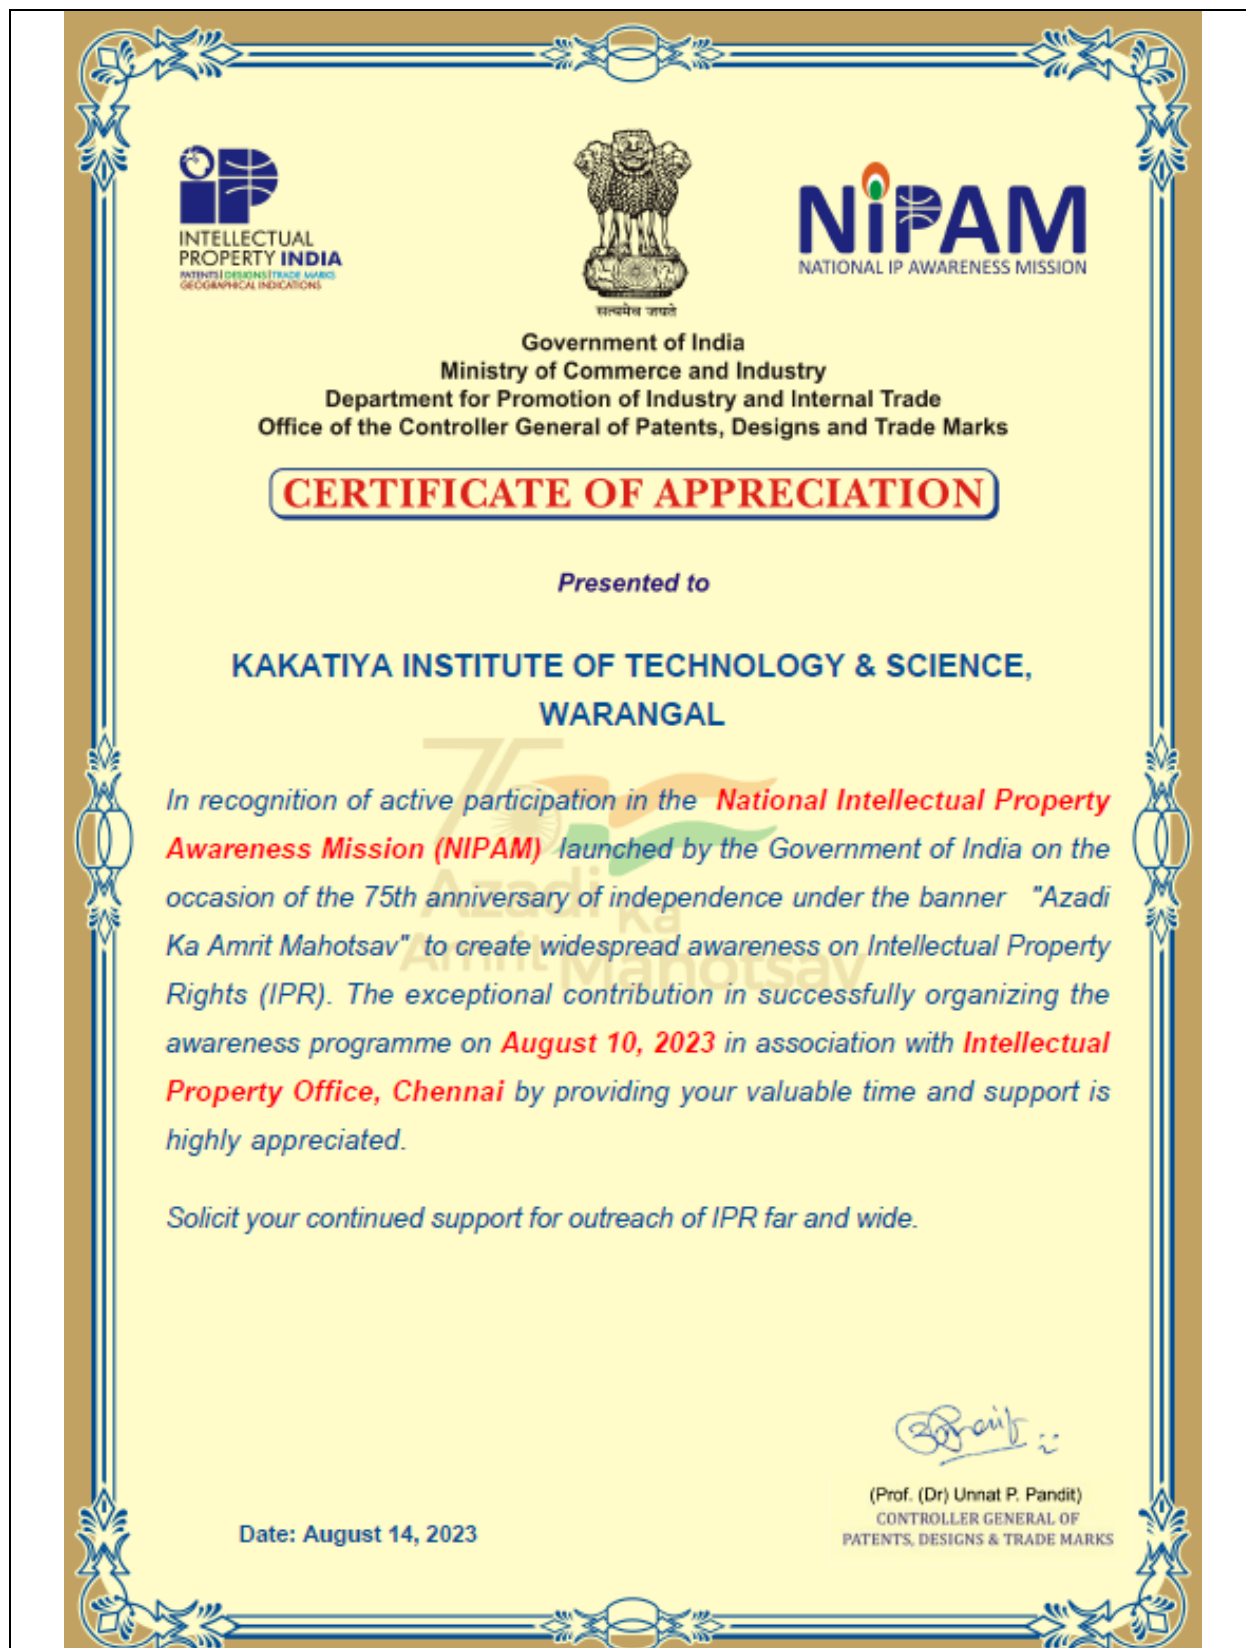 INTELLECTUAL
PROPERTY INDIA
PATENTS | DESIGNS | TRADE MARKS
GEOGRAPHICAL INDICATIONS
सत्यमेव जयते
NiPAM
NATIONAL IP AWARENESS MISSION
Government of India
Ministry of Commerce and Industry
Department for Promotion of Industry and Internal Trade
Office of the Controller General of Patents, Designs and Trade Marks
CERTIFICATE OF APPRECIATION
Presented to
KAKATIYA INSTITUTE OF TECHNOLOGY & SCIENCE,
WARANGAL
In recognition of active participation in the National Intellectual Property
Awareness Mission (NIPAM) launched by the Government of India on the
occasion of the 75th anniversary of independence under the banner "Azadi
Ka Amrit Mahotsav" to create widespread awareness on Intellectual Property
Rights (IPR). The exceptional contribution in successfully organizing the
awareness programme on August 10, 2023 in association with Intellectual
Property Office, Chennai by providing your valuable time and support is
highly appreciated.
75
Azadi Ka
Amrit Mahotsav
Solicit your continued support for outreach of IPR far and wide.
(Prof. (Dr) Unnat P. Pandit)
CONTROLLER GENERAL OF
PATENTS, DESIGNS & TRADE MARKS
Date: August 14, 2023